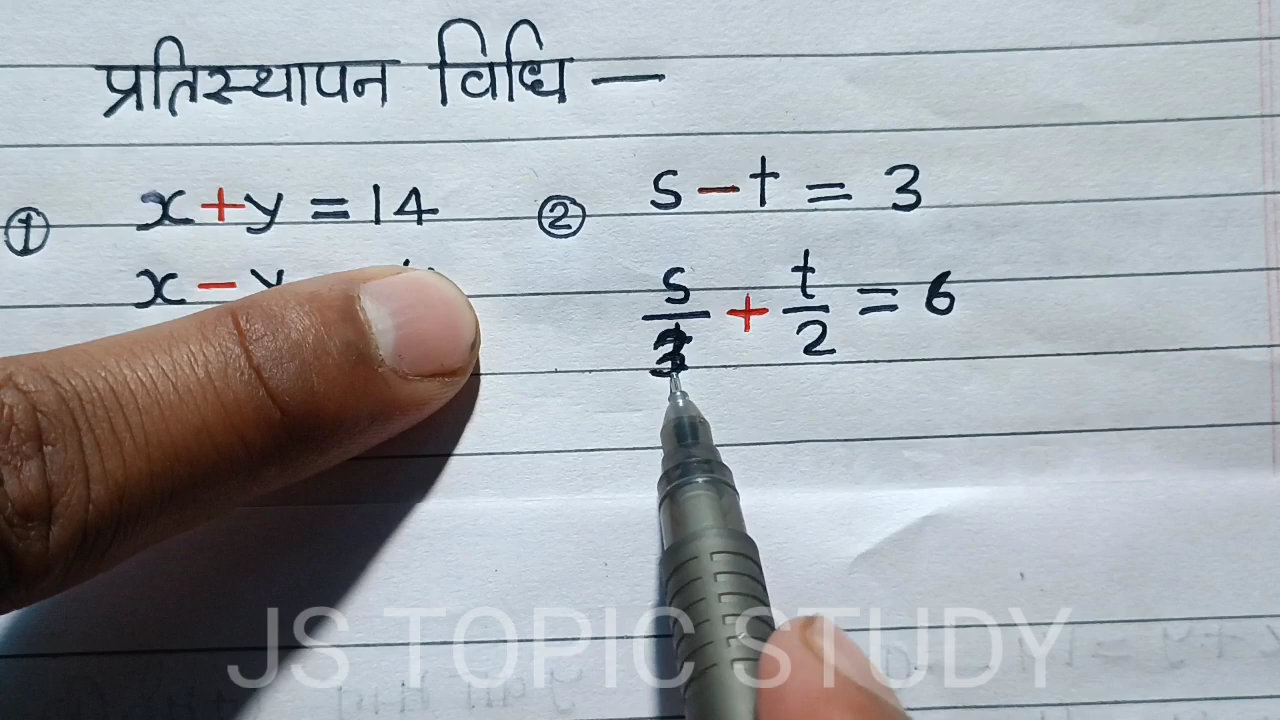 प्रतिस्थापन विधि —
① x + y = 14
x − y
② s − t = 3
s/3 + t/2 = 6
JS TOPIC STUDY